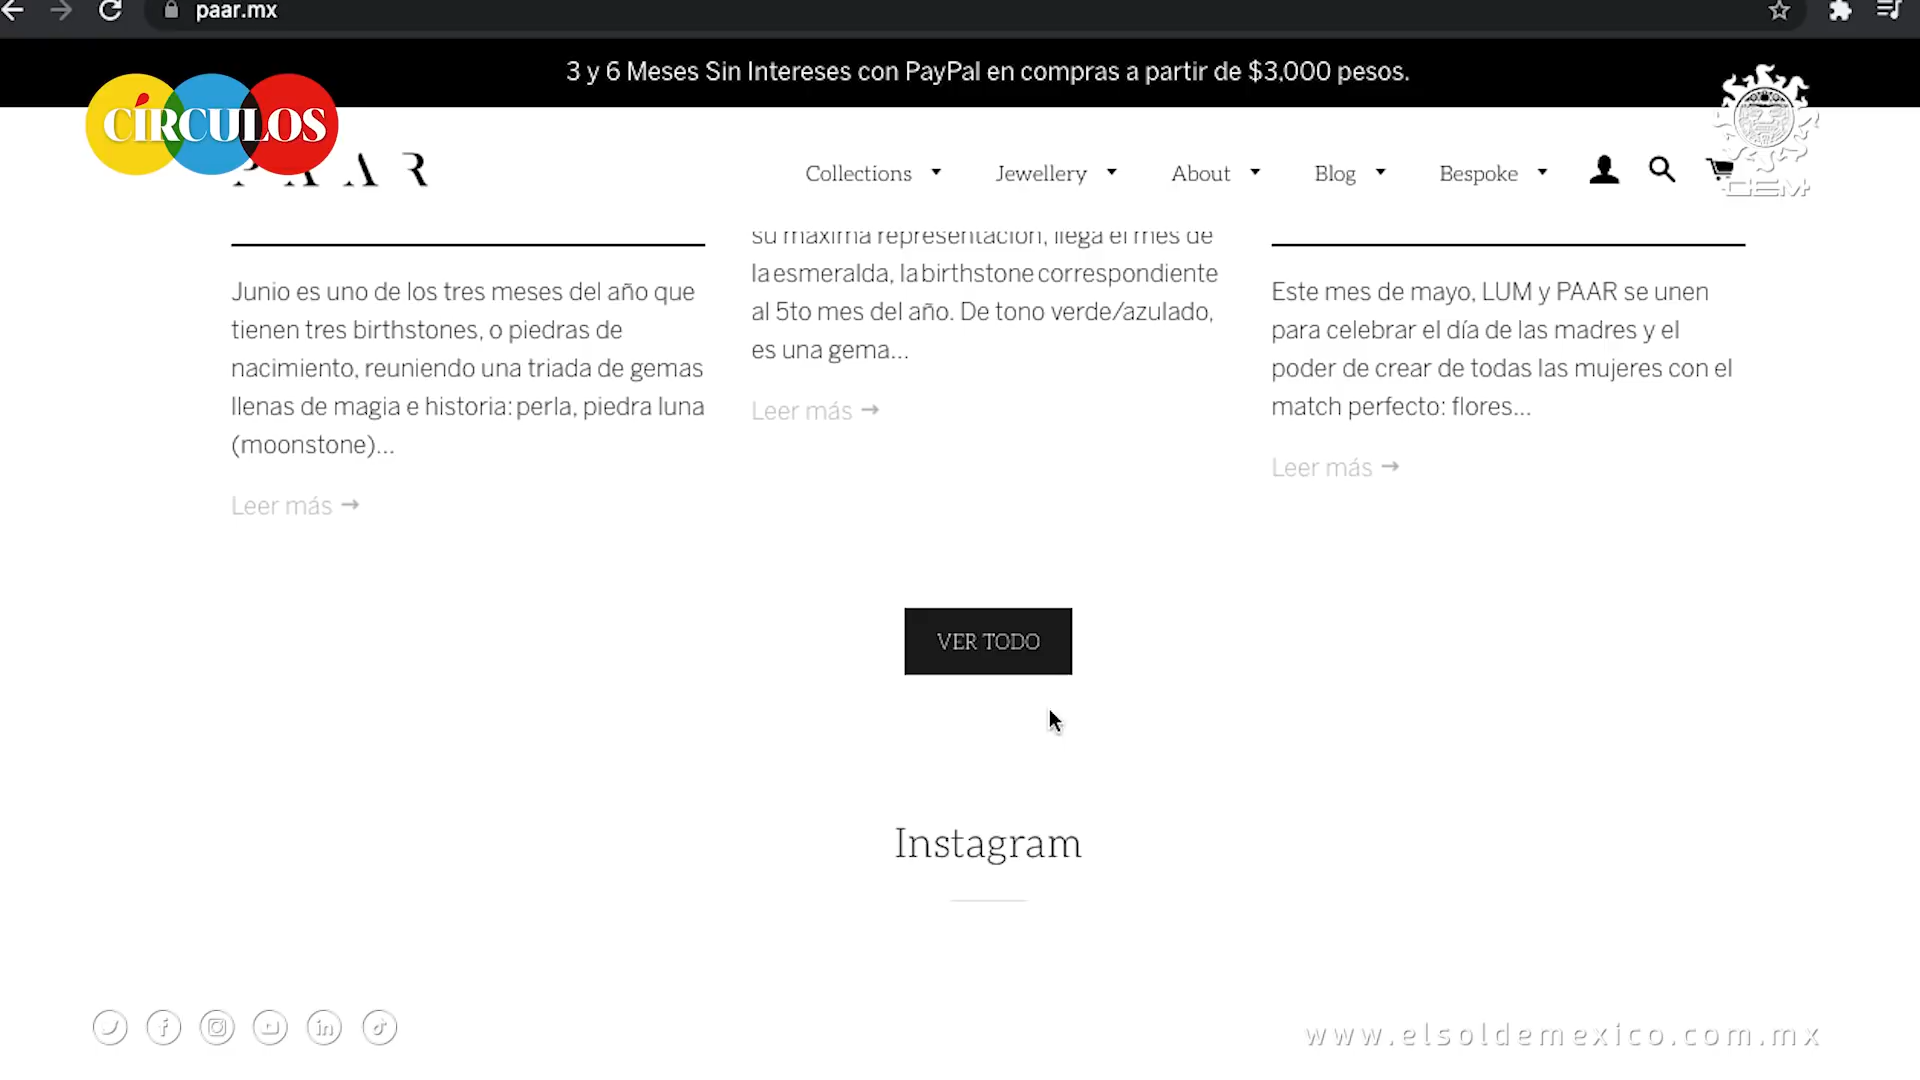 paar.mx
3 y 6 Meses Sin Intereses con PayPal en compras a partir de $3,000 pesos.
CÍRCULOS
PAAR
Collections
Jewellery
About
Blog
Bespoke
OEM
Junio es uno de los tres meses del año que
tienen tres birthstones, o piedras de
nacimiento, reuniendo una triada de gemas
llenas de magia e historia: perla, piedra luna
(moonstone)...
Leer más →
su máxima representación, llega el mes de
la esmeralda, la birthstone correspondiente
al 5to mes del año. De tono verde/azulado,
es una gema...
Leer más →
Este mes de mayo, LUM y PAAR se unen
para celebrar el día de las madres y el
poder de crear de todas las mujeres con el
match perfecto: flores...
Leer más →
VER TODO
Instagram
www.elsoldemexico.com.mx